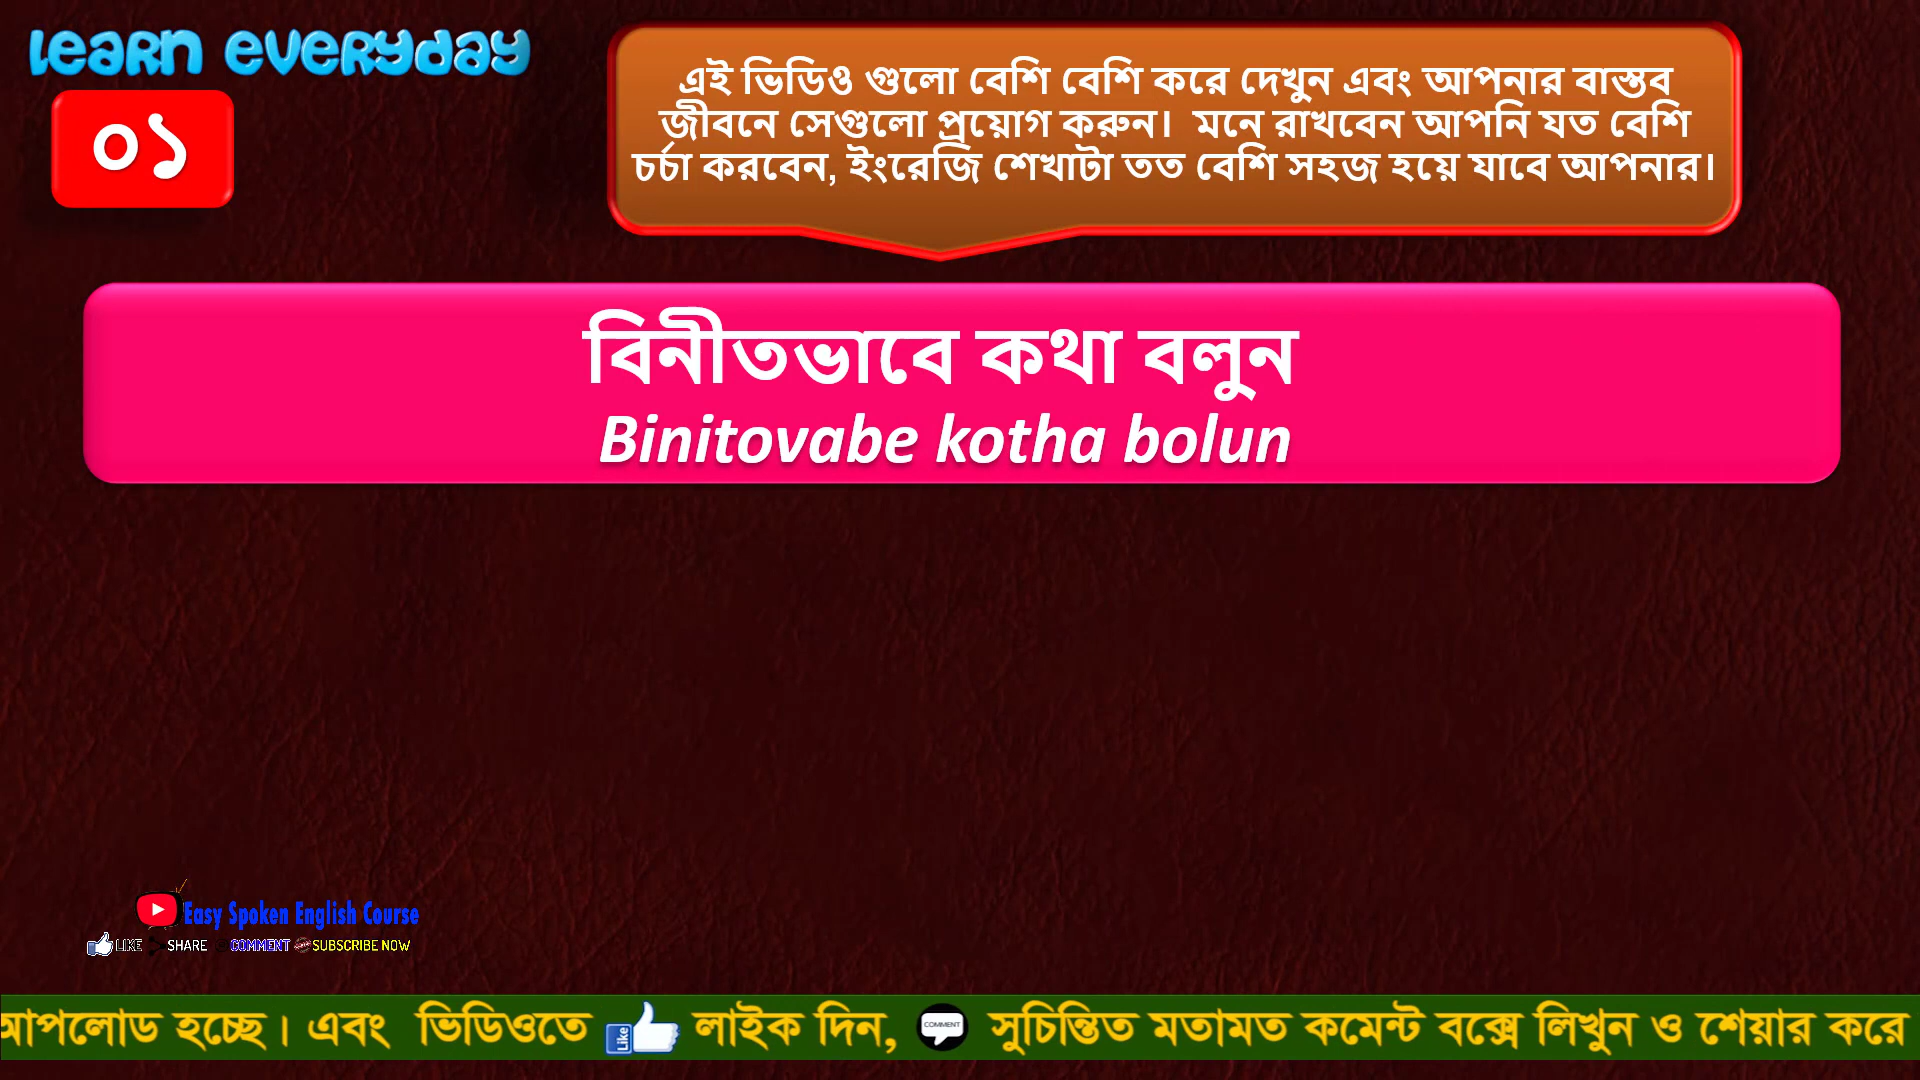 Learn Everyday
০১
এই ভিডিও গুলো বেশি বেশি করে দেখুন এবং আপনার বাস্তব
জীবনে সেগুলো প্রয়োগ করুন। মনে রাখবেন আপনি যত বেশি
চর্চা করবেন, ইংরেজি শেখাটা তত বেশি সহজ হয়ে যাবে আপনার।
বিনীতভাবে কথা বলুন
Binitovabe kotha bolun
Easy Spoken English Course
LIKE SHARE COMMENT SUBSCRIBE NOW
আপলোড হচ্ছে। এবং ভিডিওতে Like লাইক দিন, COMMENT সুচিন্তিত মতামত কমেন্ট বক্সে লিখুন ও শেয়ার করে